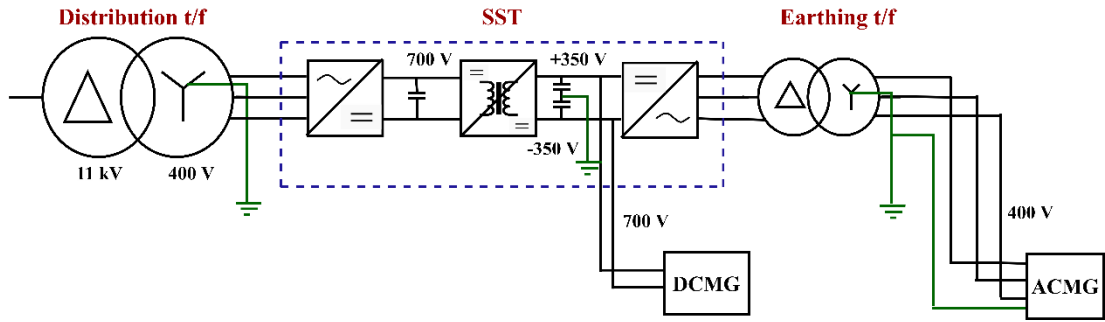 Distribution t/f
SST
Earthing t/f
700 V
+350 V
-350 V
11 kV
400 V
700 V
400 V
DCMG
ACMG